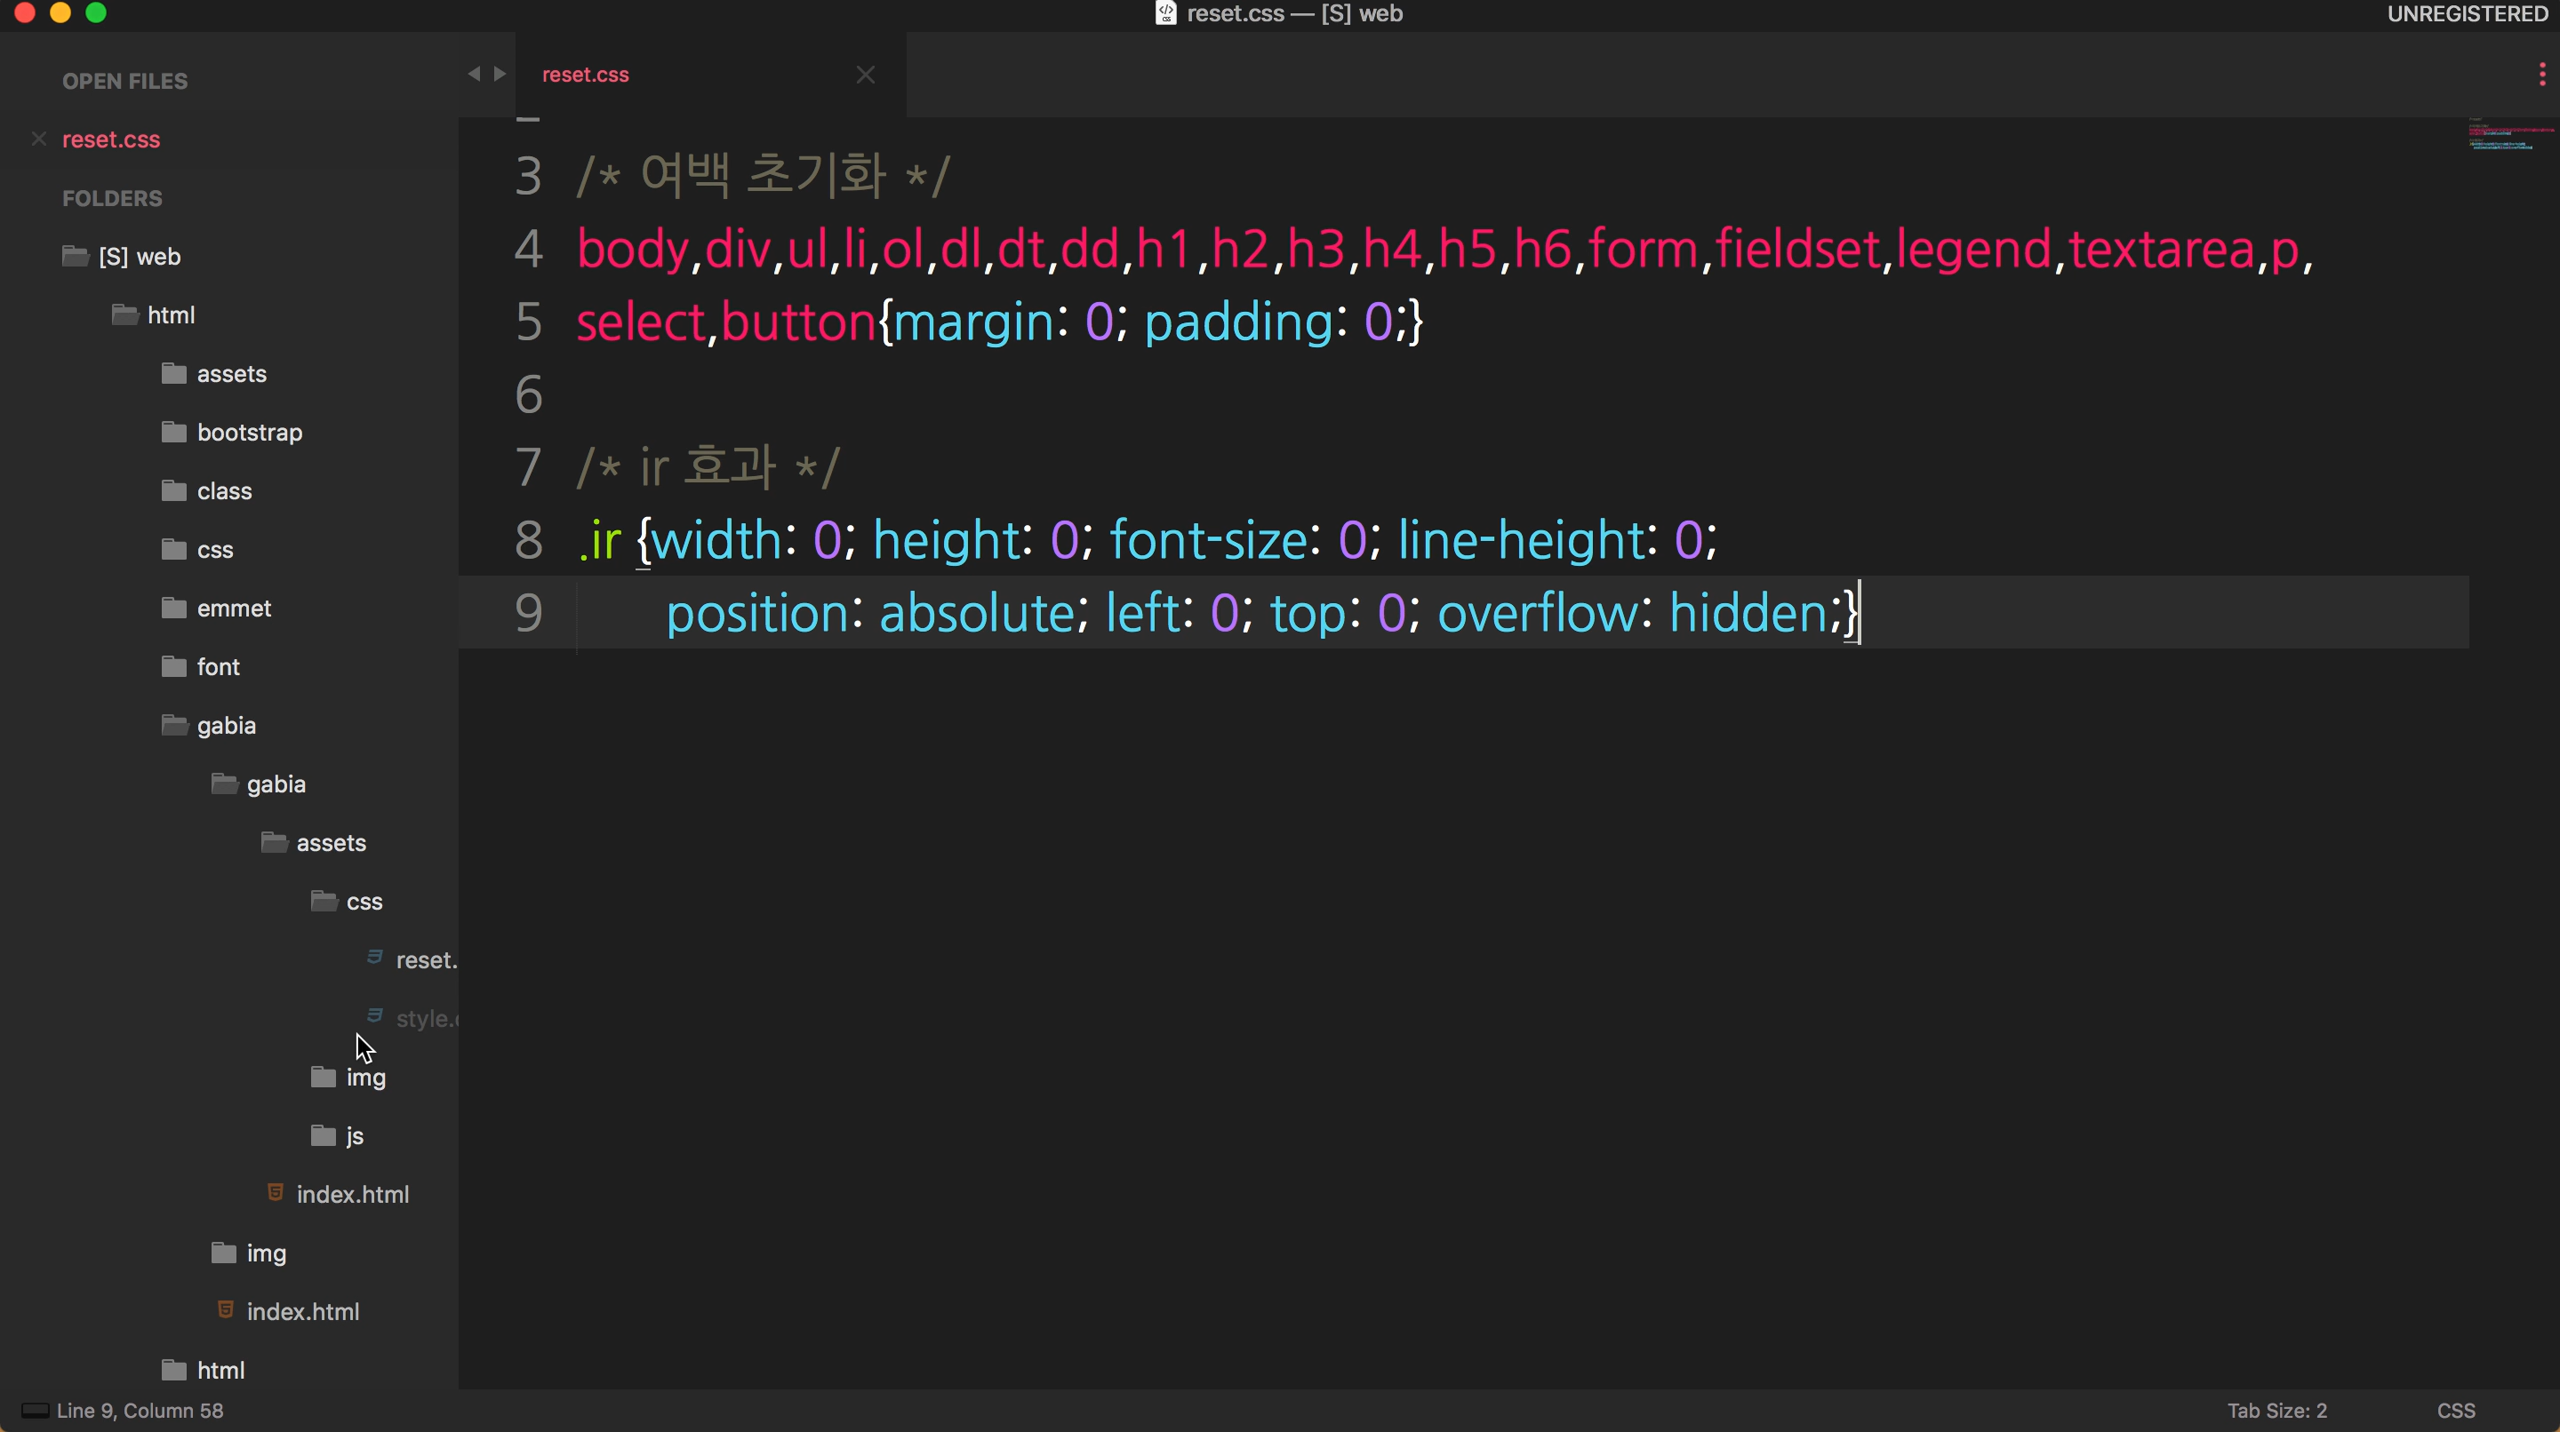 reset.css — [S] web
UNREGISTERED
OPEN FILES
reset.css
FOLDERS
[S] web
html
assets
bootstrap
class
css
emmet
font
gabia
gabia
assets
css
reset.
style.
img
js
index.html
img
index.html
html
reset.css
3 /* 여백 초기화 */
4 body,div,ul,li,ol,dl,dt,dd,h1,h2,h3,h4,h5,h6,form,fieldset,legend,textarea,p,
5 select,button{margin: 0; padding: 0;}
6
7 /* ir 효과 */
8 .ir {width: 0; height: 0; font-size: 0; line-height: 0;
9 position: absolute; left: 0; top: 0; overflow: hidden;}
Line 9, Column 58
Tab Size: 2
CSS